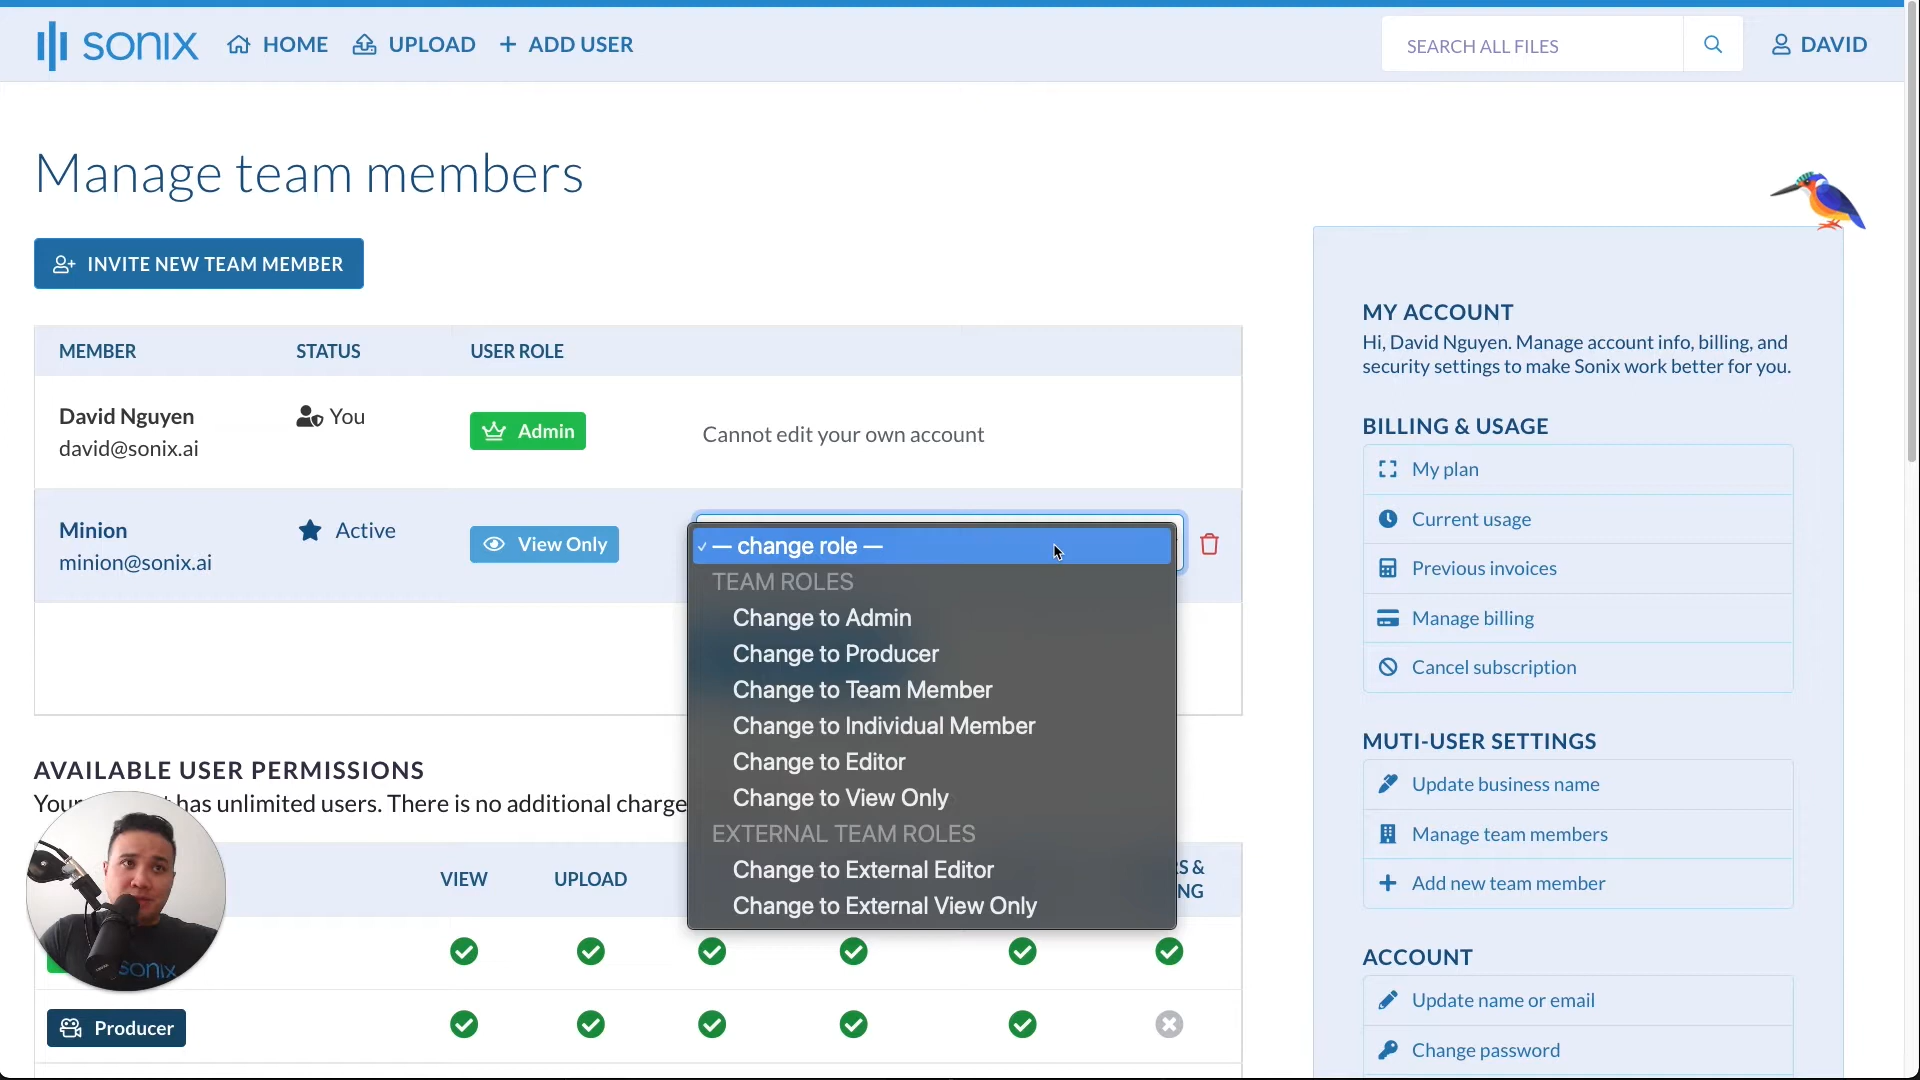 sonix
HOME
UPLOAD
ADD USER
SEARCH ALL FILES
DAVID
Manage team members
INVITE NEW TEAM MEMBER
MEMBER STATUS USER ROLE
David Nguyen
david@sonix.ai
You
Admin
Cannot edit your own account
Minion
minion@sonix.ai
Active
View Only
— change role —
TEAM ROLES
Change to Admin
Change to Producer
Change to Team Member
Change to Individual Member
Change to Editor
Change to View Only
EXTERNAL TEAM ROLES
Change to External Editor
Change to External View Only
AVAILABLE USER PERMISSIONS
Your has unlimited users. There is no additional charge
VIEW UPLOAD
Producer
sonix
MY ACCOUNT
Hi, David Nguyen. Manage account info, billing, and
security settings to make Sonix work better for you.
BILLING & USAGE
My plan
Current usage
Previous invoices
Manage billing
Cancel subscription
MUTI-USER SETTINGS
Update business name
Manage team members
Add new team member
ACCOUNT
Update name or email
Change password